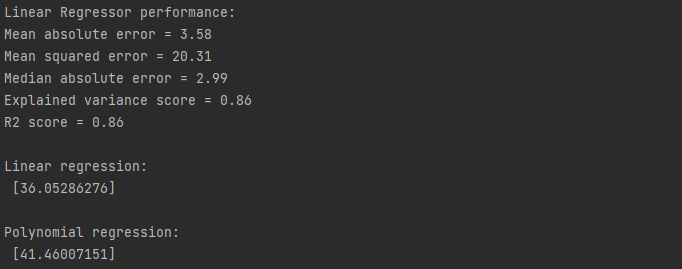 Linear Regressor performance:
Mean absolute error = 3.58
Mean squared error = 20.31
Median absolute error = 2.99
Explained variance score = 0.86
R2 score = 0.86
Linear regression:
[36.05286276]
Polynomial regression:
[41.46007151]